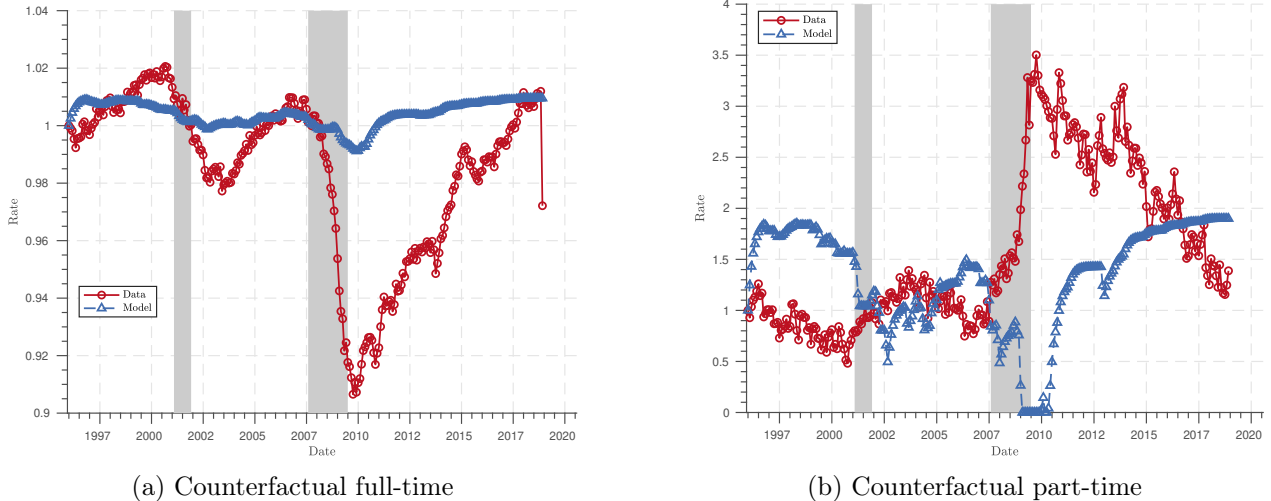 1.04
1.02
1
0.98
0.96
0.94
0.92
0.9
Rate
Data
Model
1997 2000 2002 2005 2007 2010 2012 2015 2017 2020
Date
(a) Counterfactual full-time
4
3.5
3
2.5
2
1.5
1
0.5
0
Rate
Data
Model
1997 2000 2002 2005 2007 2010 2012 2015 2017 2020
Date
(b) Counterfactual part-time